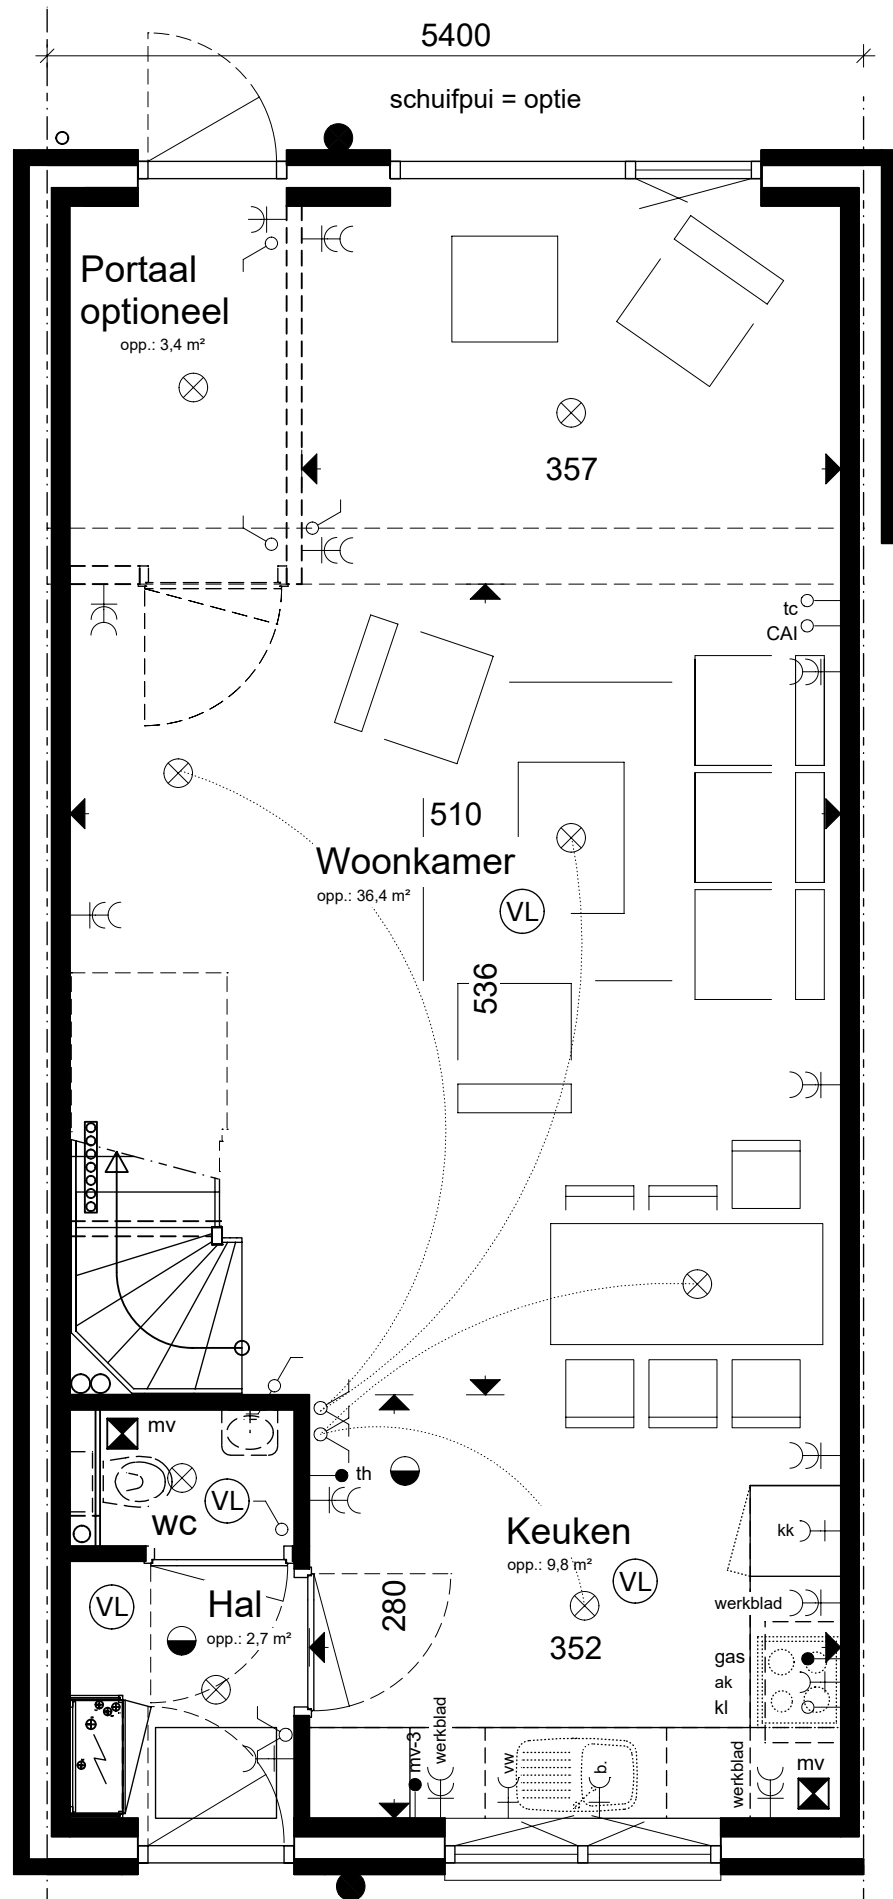 5400
schuifpui = optie
Portaal
optioneel
opp.: 3,4 m²
357
tc
CAI
510
Woonkamer
opp.: 36,4 m²
VL
536
mv
th
VL
WC
Keuken
opp.: 9,8 m²
VL
kk
werkblad
VL
Hal
opp.: 2,7 m²
280
352
gas
ak
kl
mv-3
werkblad
vw
b.
werkblad
mv